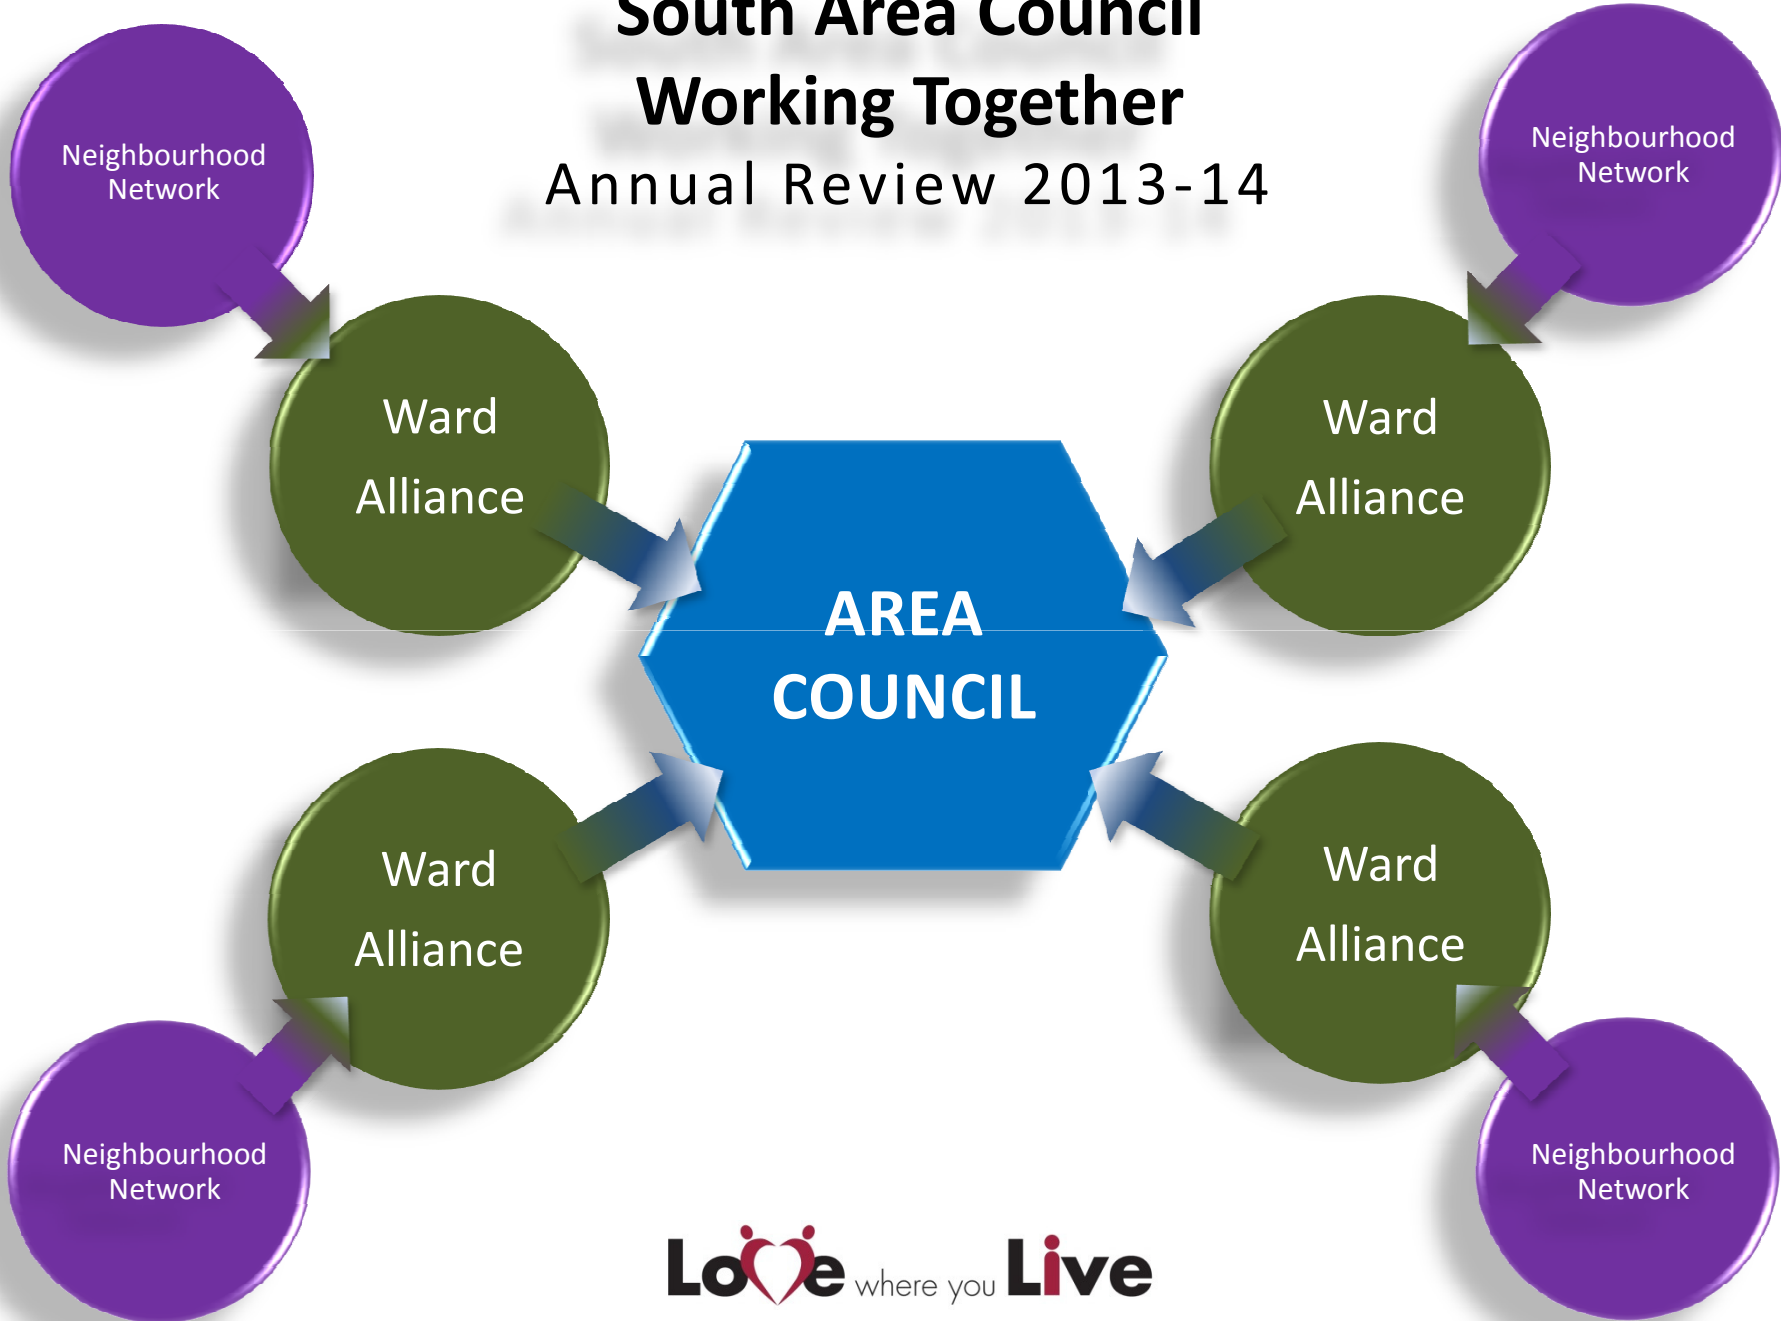 South Area Council
Working Together
Annual Review 2013-14
Neighbourhood
Network
Neighbourhood
Network
Ward
Alliance
Ward
Alliance
AREA
COUNCIL
Ward
Alliance
Ward
Alliance
Neighbourhood
Network
Neighbourhood
Network
Love where you Live